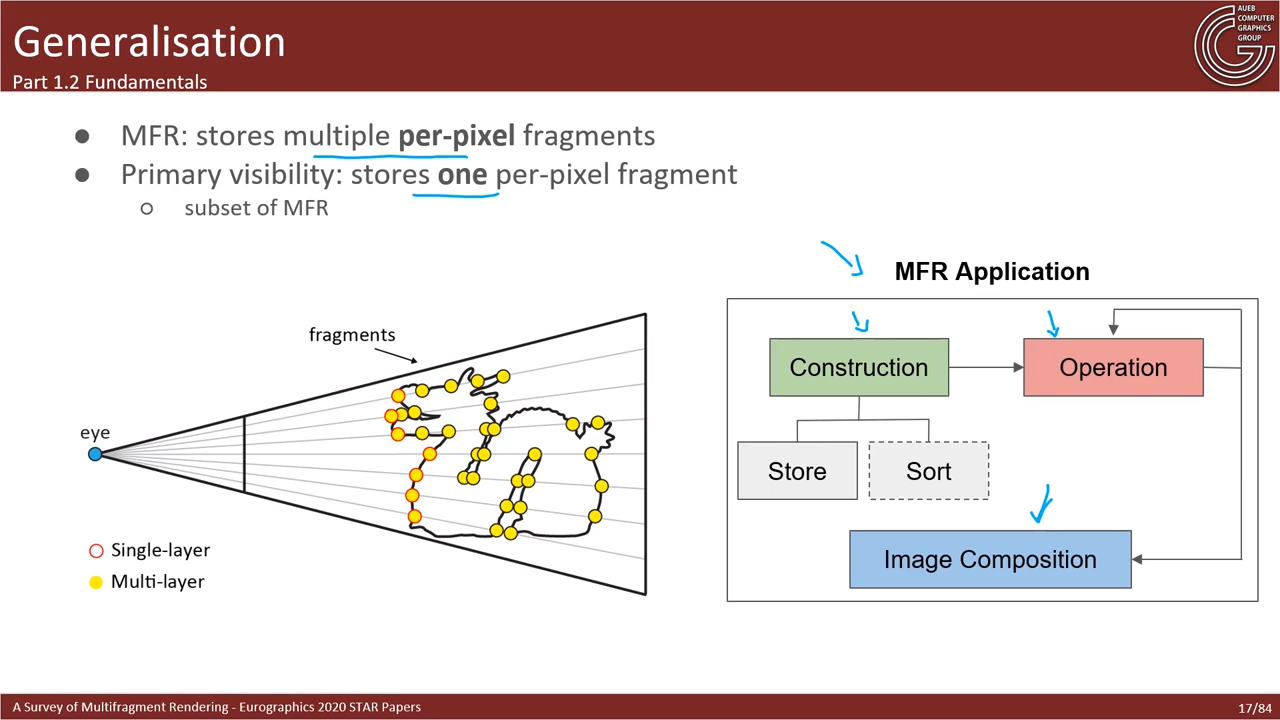 Generalisation
Part 1.2 Fundamentals
AUEB
COMPUTER
GRAPHICS
GROUP
● MFR: stores multiple per-pixel fragments
● Primary visibility: stores one per-pixel fragment
○ subset of MFR
fragments
eye
Single-layer
Multi-layer
MFR Application
Construction
Operation
Store
Sort
Image Composition
A Survey of Multifragment Rendering - Eurographics 2020 STAR Papers
17/84